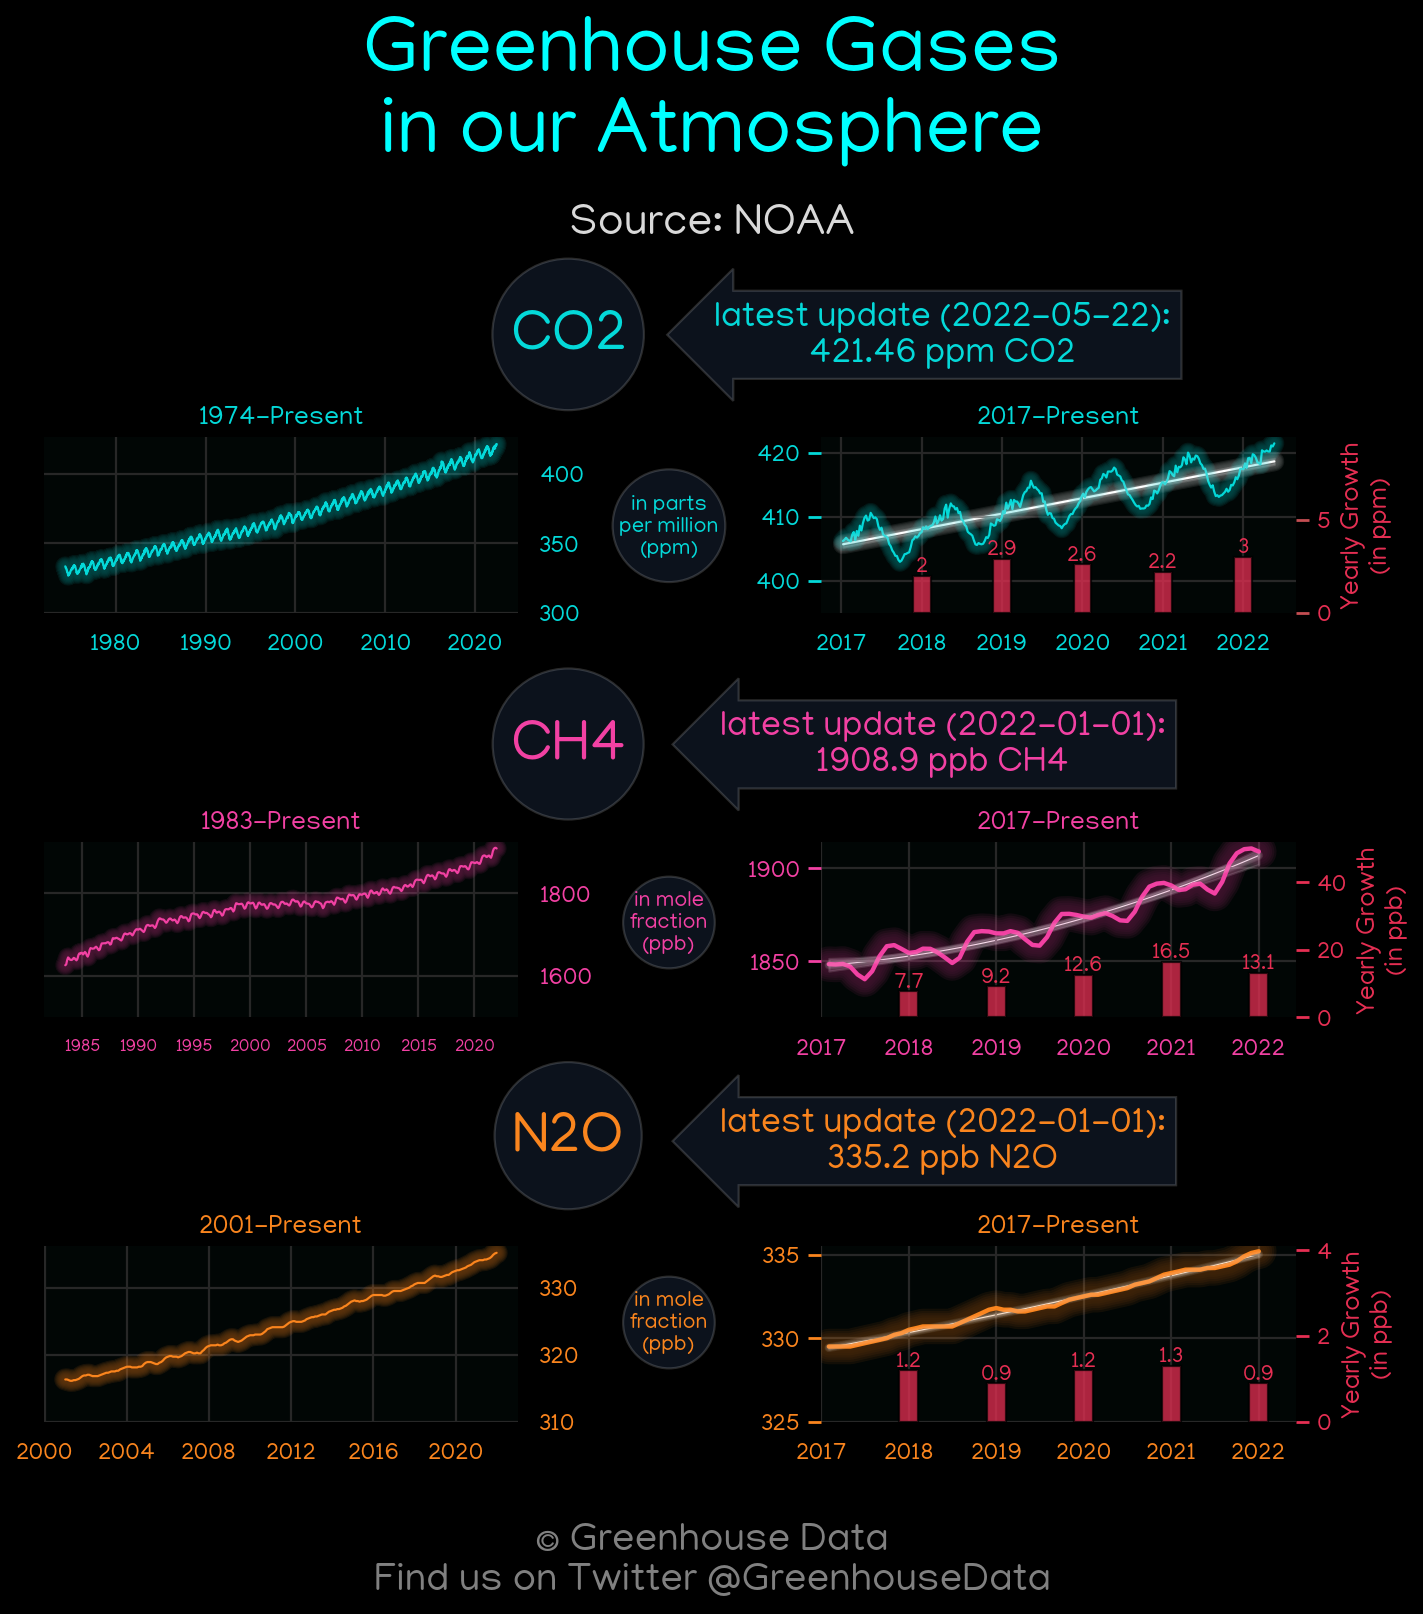 Greenhouse Gases
in our Atmosphere
Source: NOAA
CO2
latest update (2022-05-22):
421.46 ppm CO2
1974-Present
400
350
300
1980 1990 2000 2010 2020
in parts
per million
(ppm)
2017-Present
420
410
400
2 2.9 2.6 2.2 3
5
0
Yearly Growth
(in ppm)
2017 2018 2019 2020 2021 2022
CH4
latest update (2022-01-01):
1908.9 ppb CH4
1983-Present
1800
1600
1985 1990 1995 2000 2005 2010 2015 2020
in mole
fraction
(ppb)
2017-Present
1900
1850
7.7 9.2 12.6 16.5 13.1
40
20
0
Yearly Growth
(in ppb)
2017 2018 2019 2020 2021 2022
N2O
latest update (2022-01-01):
335.2 ppb N2O
2001-Present
330
320
310
2000 2004 2008 2012 2016 2020
in mole
fraction
(ppb)
2017-Present
335
330
325
1.2 0.9 1.2 1.3 0.9
4
2
0
Yearly Growth
(in ppb)
2017 2018 2019 2020 2021 2022
© Greenhouse Data
Find us on Twitter @GreenhouseData